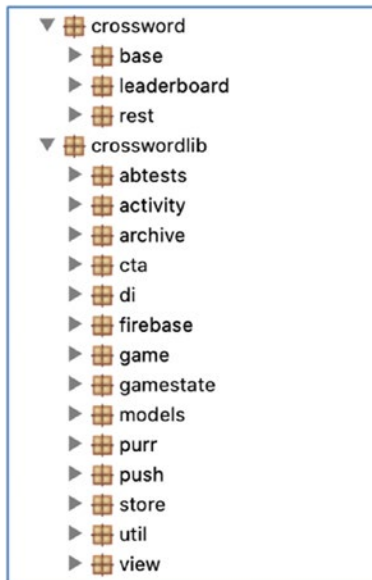 crossword
base
leaderboard
rest
crosswordlib
abtests
activity
archive
cta
di
firebase
game
gamestate
models
purr
push
store
util
view